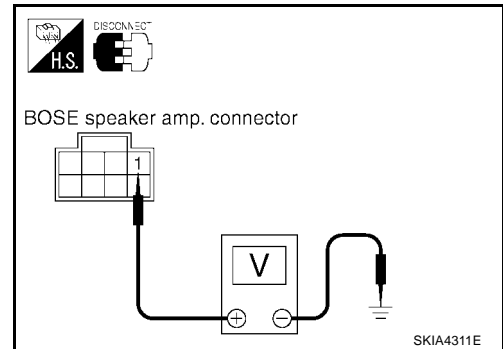 DISCONNECT
H.S.
BOSE speaker amp. connector
1
V
+ −
SKIA4311E